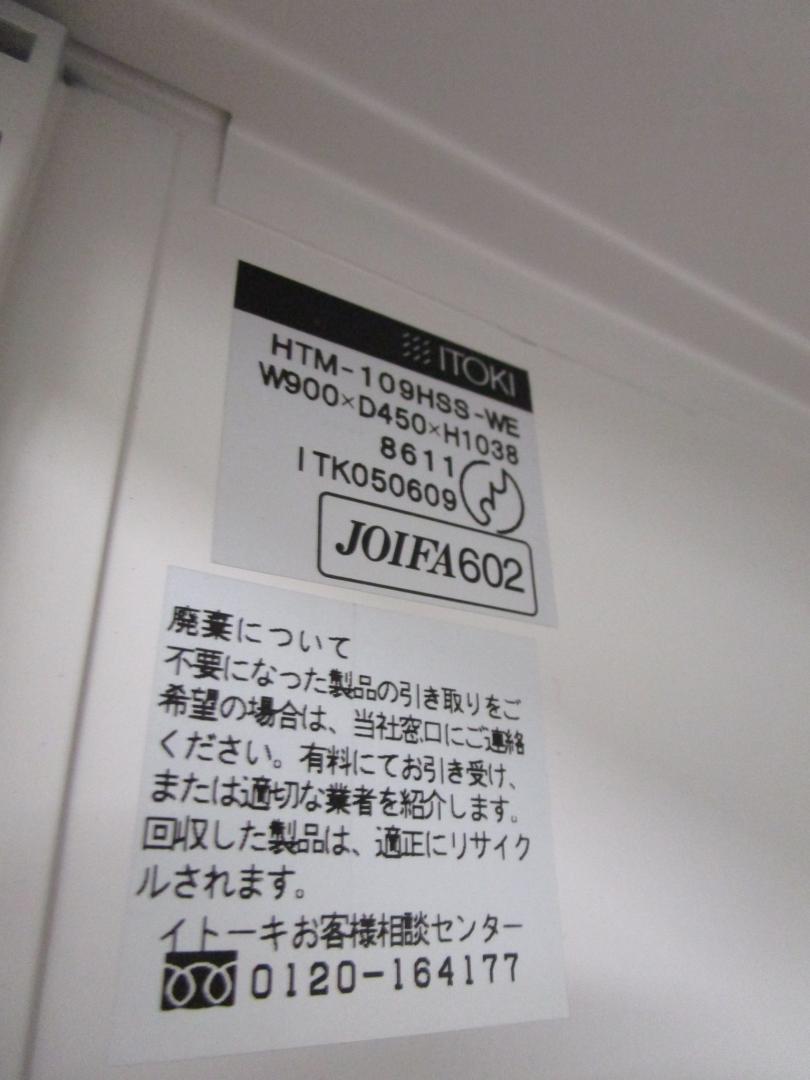 ITOKI
HTM-109HSS-WE
W900×D450×H1038
8611
ITK050609
JOIFA602
廃棄について
不要になった製品の引き取りをご
希望の場合は、当社窓口にご連絡
ください。有料にてお引き受け、
または適切な業者を紹介します。
回収した製品は、適正にリサイク
ルされます。
イトーキお客様相談センター
0120-164177